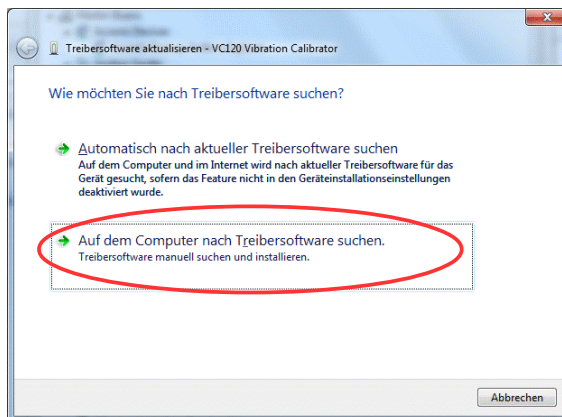 Treibersoftware aktualisieren - VC120 Vibration Calibrator
Wie möchten Sie nach Treibersoftware suchen?
Automatisch nach aktueller Treibersoftware suchen
Auf dem Computer und im Internet wird nach aktueller Treibersoftware für das
Gerät gesucht, sofern das Feature nicht in den Geräteinstallationseinstellungen
deaktiviert wurde.
Auf dem Computer nach Treibersoftware suchen.
Treibersoftware manuell suchen und installieren.
Abbrechen